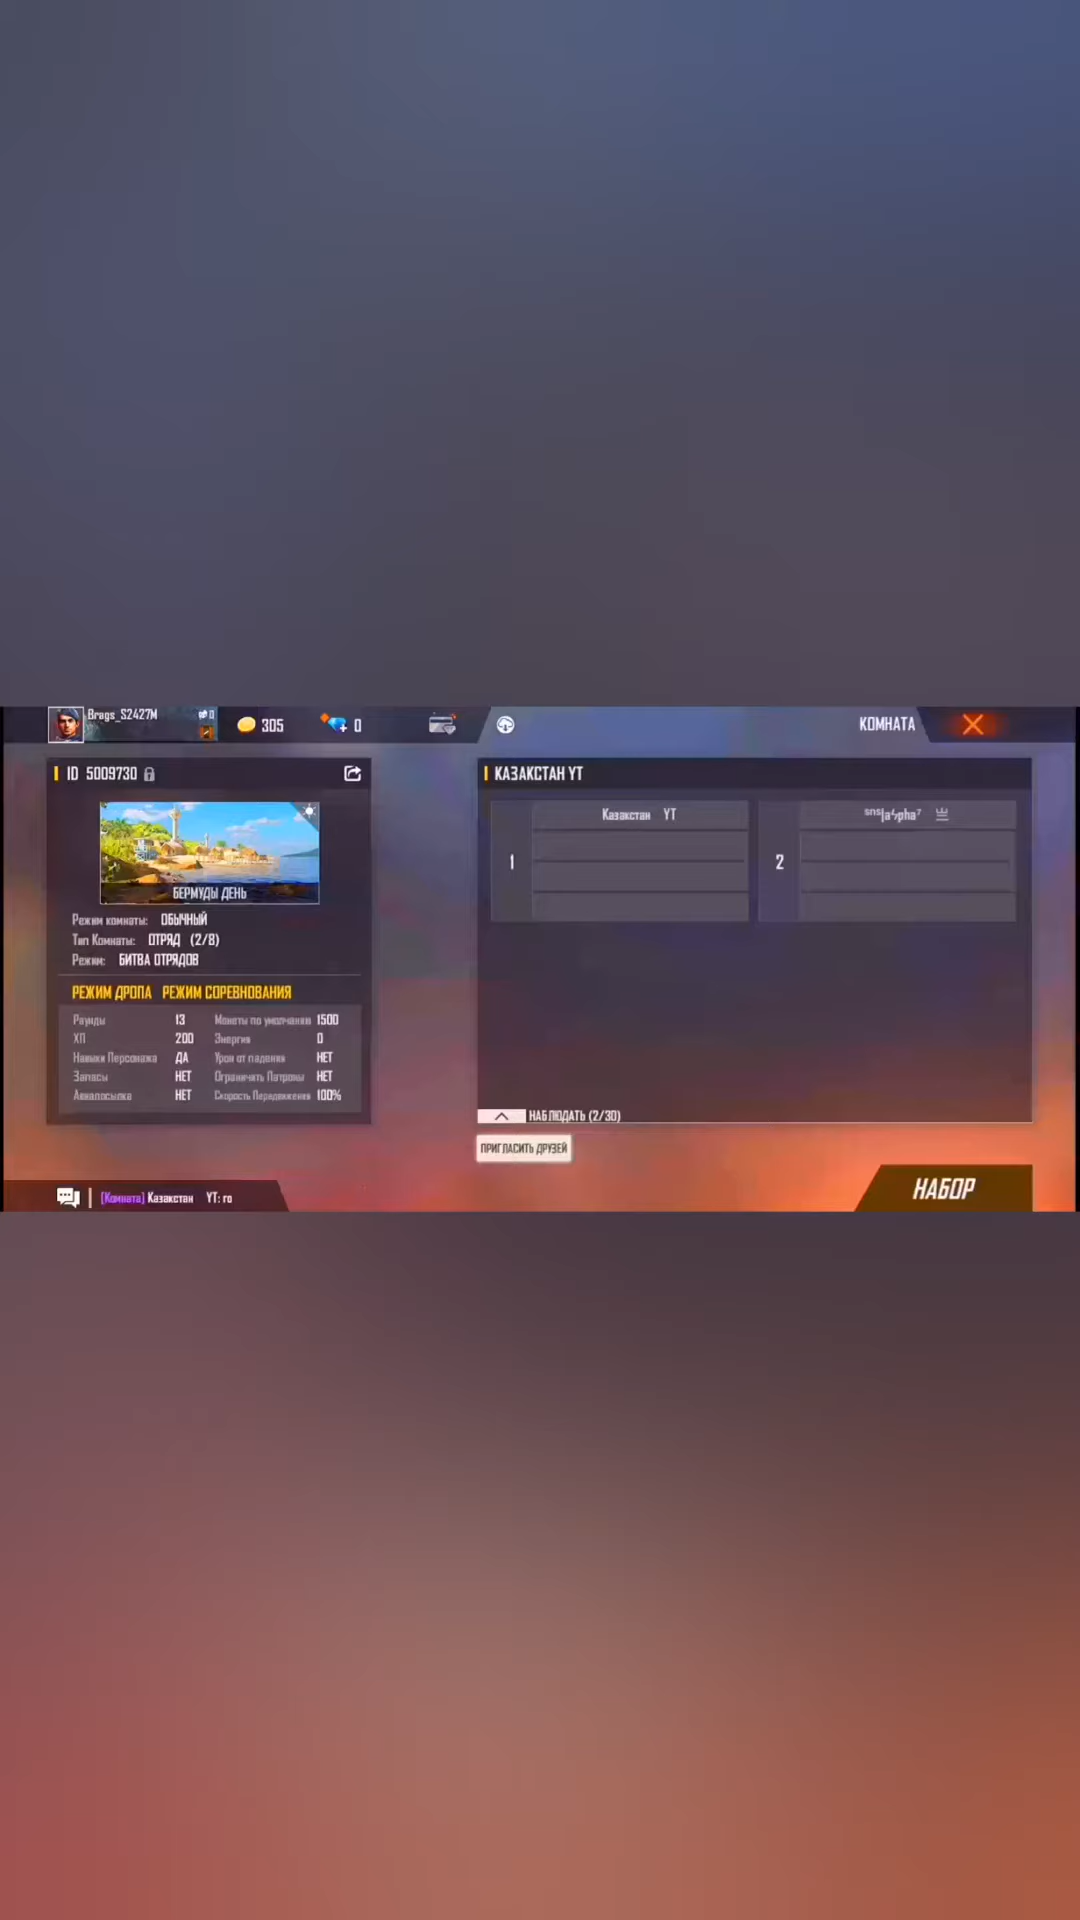 Brags_S2427M
305
0
КОМНАТА
ID 5009730
БЕРМУДЫ ДЕНЬ
Режим комнаты: ОБЫЧНЫЙ
Тип Комнаты: ОТРЯД (2/8)
Режим: БИТВА ОТРЯДОВ
РЕЖИМ ДРОПА РЕЖИМ СОРЕВНОВАНИЯ
Раунды 13 Монеты по умолчанию 1500
ХП 200 Энергия 0
Навыки Персонажа ДА Урон от падения НЕТ
Запасы НЕТ Ограничить Патроны НЕТ
Авиапосылка НЕТ Скорость Передвижения 100%
КАЗАКСТАН YT
1 Казакстан YT
2
НАБЛЮДАТЬ (2/30)
ПРИГЛАСИТЬ ДРУЗЕЙ
[Комната] Казакстан YT: го
НАБОР